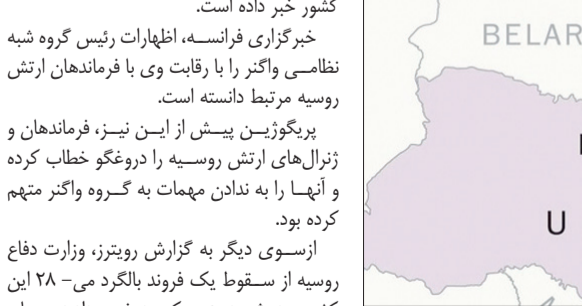 کشور خبر داده است.
خبرگزاری فرانسه، اظهارات رئیس گروه شبه
نظامی واگنر را با رقابت وی با فرماندهان ارتش
روسیه مرتبط دانسته است.
پریگوژین پیش از این نیز، فرماندهان و
ژنرال‌های ارتش روسیه را دروغگو خطاب کرده
و آنها را به ندادن مهمات به گروه واگنر متهم
کرده بود.
ازسوی دیگر به گزارش رویترز، وزارت دفاع
روسیه از سقوط یک فروند بالگرد می- ۲۸ این
BELAR
U